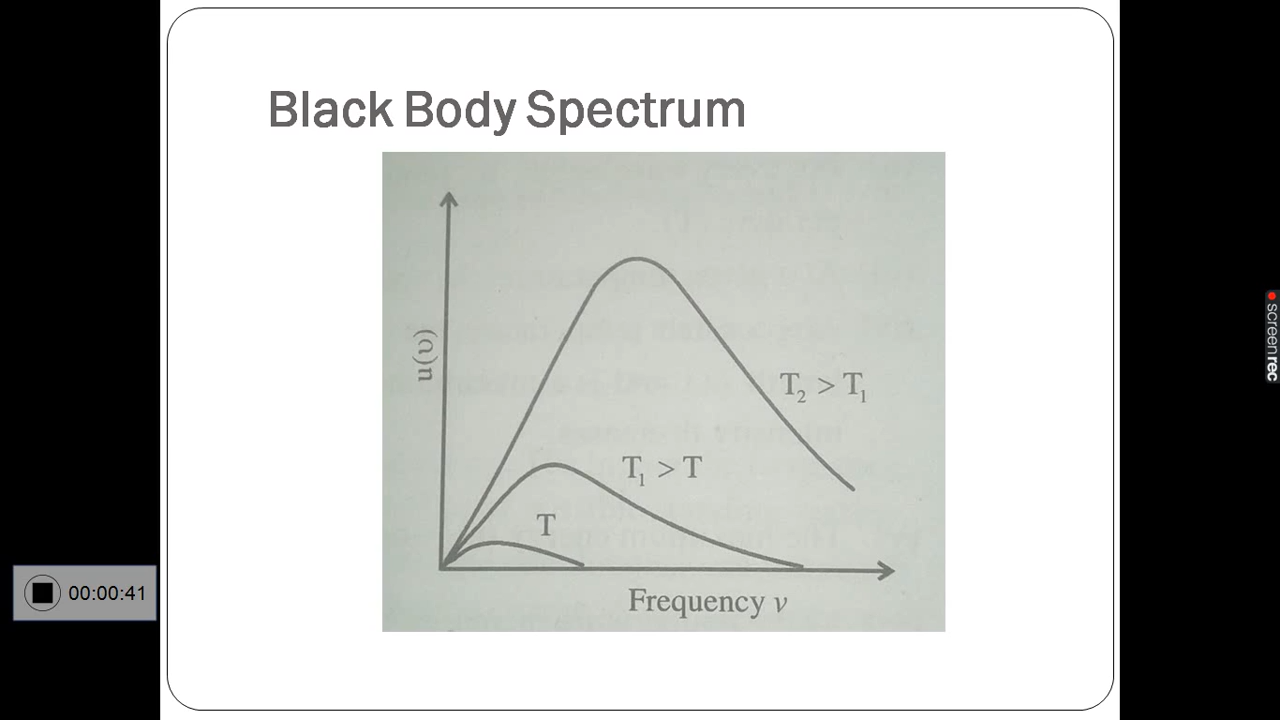 Black Body Spectrum
u(υ)
T₂ > T₁
T₁ > T
T
Frequency ν
00:00:41
screenrec